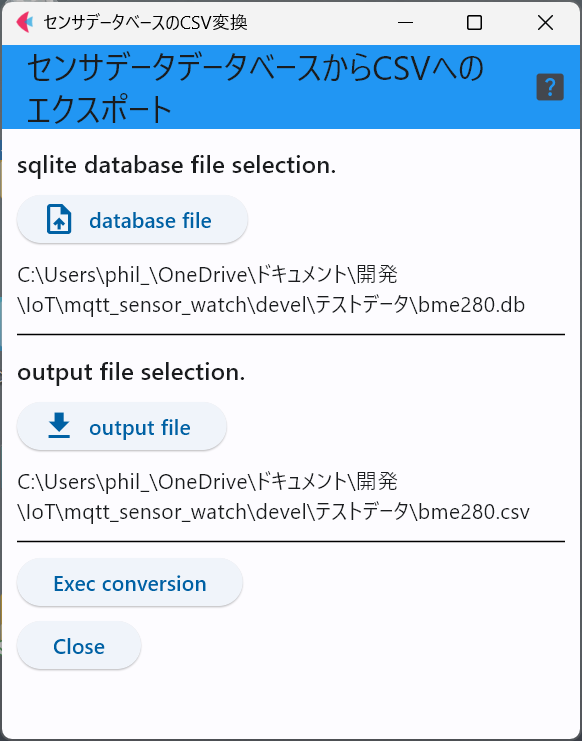 センサデータベースのCSV変換
センサデータデータベースからCSVへの
エクスポート
?
sqlite database file selection.
database file
C:\Users\phil_\OneDrive\ドキュメント\開発
\IoT\mqtt_sensor_watch\devel\テストデータ\bme280.db
output file selection.
output file
C:\Users\phil_\OneDrive\ドキュメント\開発
\IoT\mqtt_sensor_watch\devel\テストデータ\bme280.csv
Exec conversion
Close